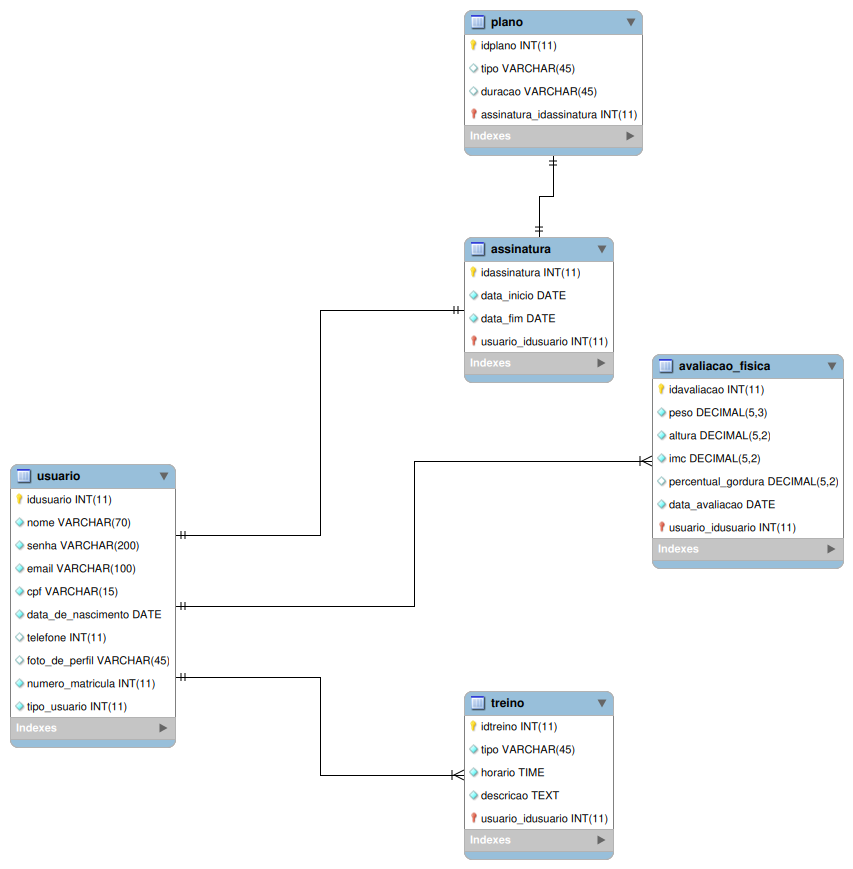 plano
idplano INT(11)
tipo VARCHAR(45)
duracao VARCHAR(45)
assinatura_idassinatura INT(11)
Indexes
assinatura
idassinatura INT(11)
data_inicio DATE
data_fim DATE
usuario_idusuario INT(11)
Indexes
avaliacao_fisica
idavaliacao INT(11)
peso DECIMAL(5,3)
altura DECIMAL(5,2)
imc DECIMAL(5,2)
percentual_gordura DECIMAL(5,2)
data_avaliacao DATE
usuario_idusuario INT(11)
Indexes
usuario
idusuario INT(11)
nome VARCHAR(70)
senha VARCHAR(200)
email VARCHAR(100)
cpf VARCHAR(15)
data_de_nascimento DATE
telefone INT(11)
foto_de_perfil VARCHAR(45)
numero_matricula INT(11)
tipo_usuario INT(11)
Indexes
treino
idtreino INT(11)
tipo VARCHAR(45)
horario TIME
descricao TEXT
usuario_idusuario INT(11)
Indexes